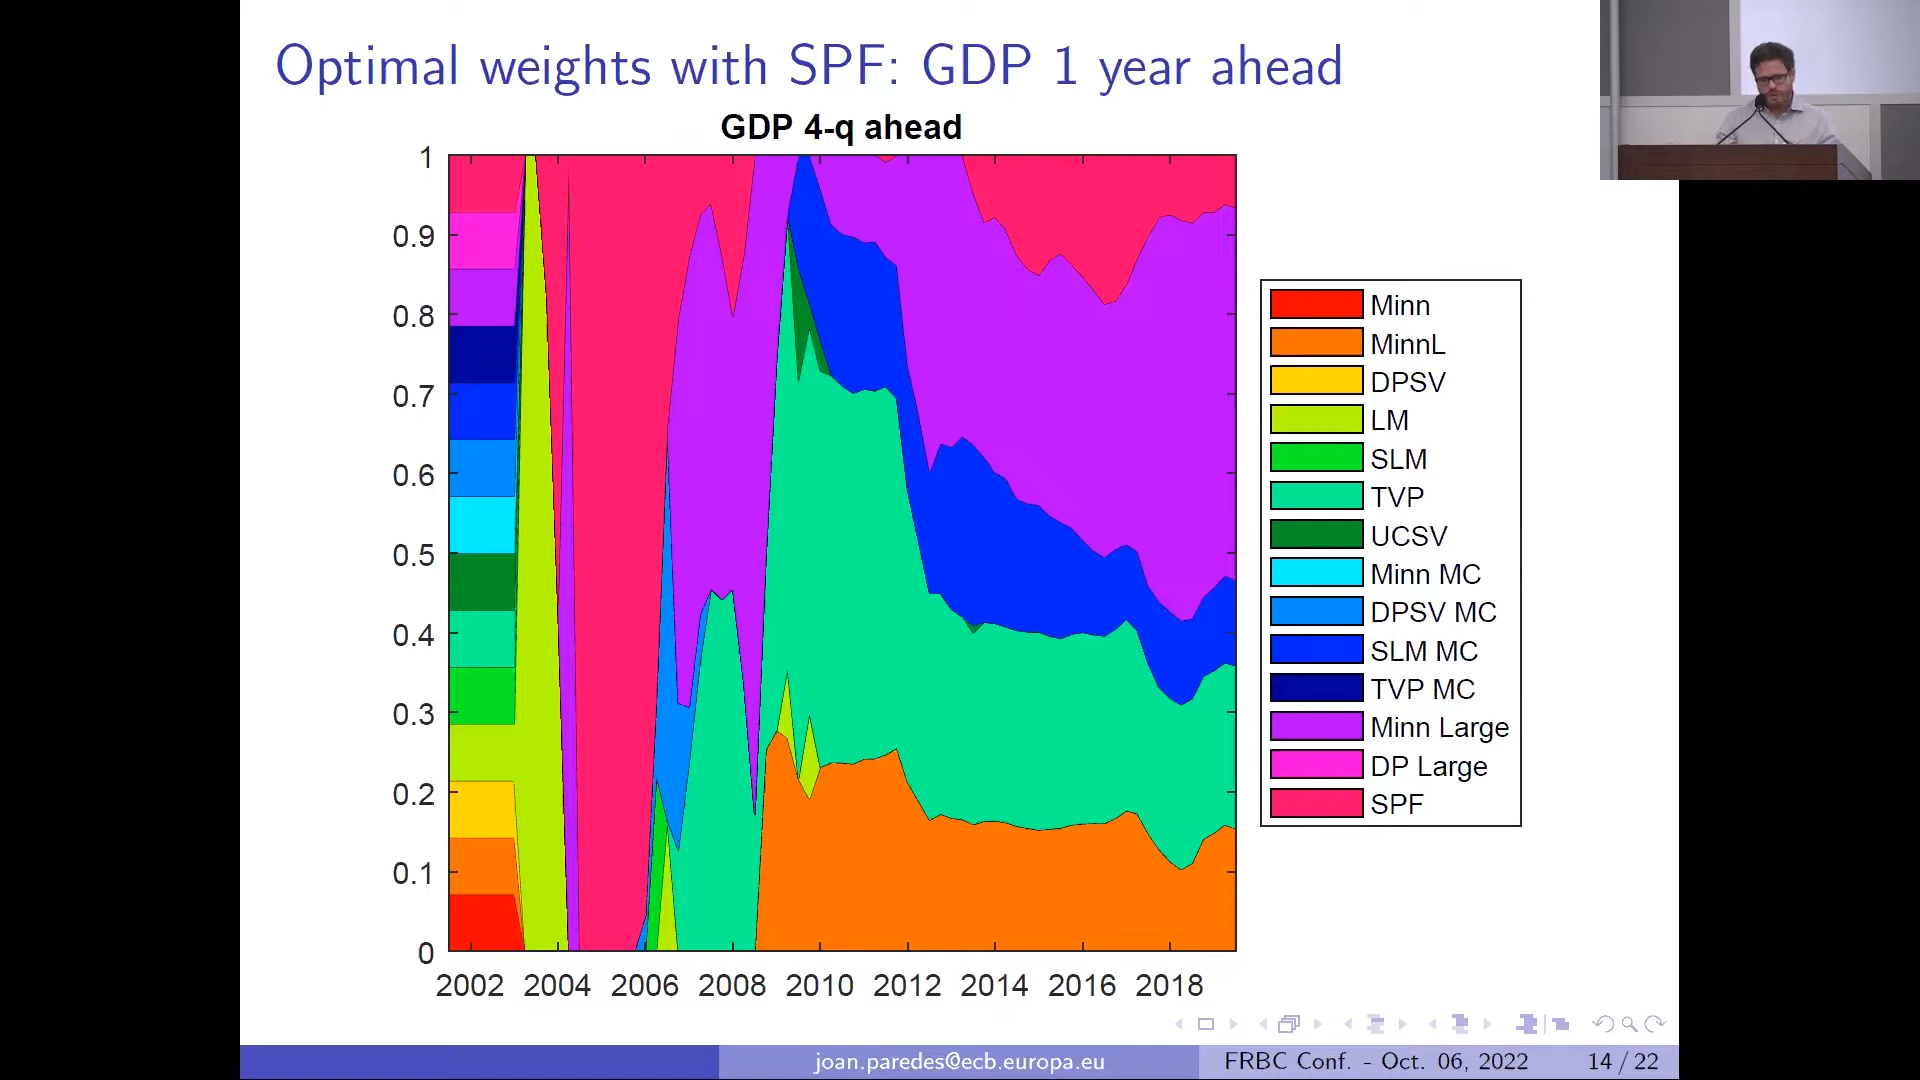 Optimal weights with SPF: GDP 1 year ahead
GDP 4-q ahead
1
0.9
0.8
0.7
0.6
0.5
0.4
0.3
0.2
0.1
0
2002 2004 2006 2008 2010 2012 2014 2016 2018
Minn
MinnL
DPSV
LM
SLM
TVP
UCSV
Minn MC
DPSV MC
SLM MC
TVP MC
Minn Large
DP Large
SPF
joan.paredes@ecb.europa.eu FRBC Conf. - Oct. 06, 2022 14 / 22